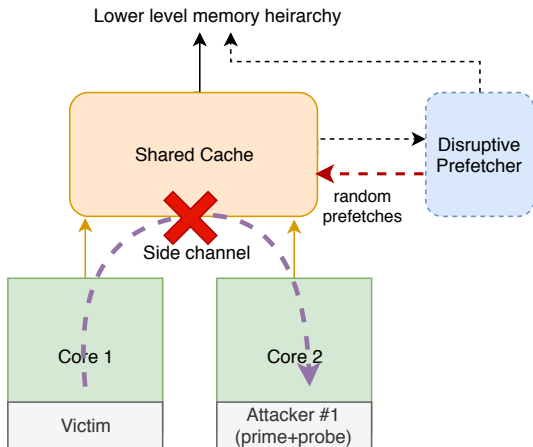 Lower level memory heirarchy
Shared Cache
Disruptive
Prefetcher
random
prefetches
Side channel
Core 1
Core 2
Victim
Attacker #1
(prime+probe)